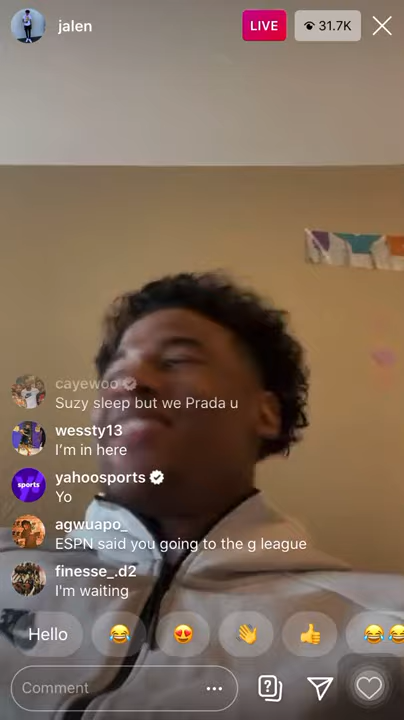 jalen
LIVE
31.7K
cayewoo
Suzy sleep but we Prada u
wessty13
I'm in here
sports
yahoosports
Yo
agwuapo_
ESPN said you going to the g league
finesse_.d2
I'm waiting
Hello
Comment